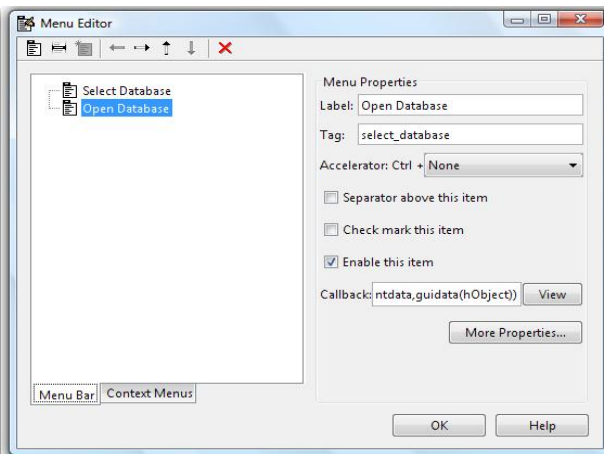 Menu Editor
Select Database
Open Database
Menu Bar
Context Menus
Menu Properties
Label: Open Database
Tag: select_database
Accelerator: Ctrl + None
Separator above this item
Check mark this item
Enable this item
Callback: ntdata,guidata(hObject)) View
More Properties...
OK Help